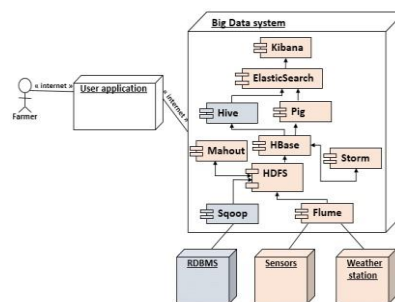 Big Data system
Kibana
ElasticSearch
« internet »
User application
« internet »
Farmer
Hive
Pig
Mahout
HBase
Storm
HDFS
Sqoop
Flume
RDBMS
Sensors
Weather
station